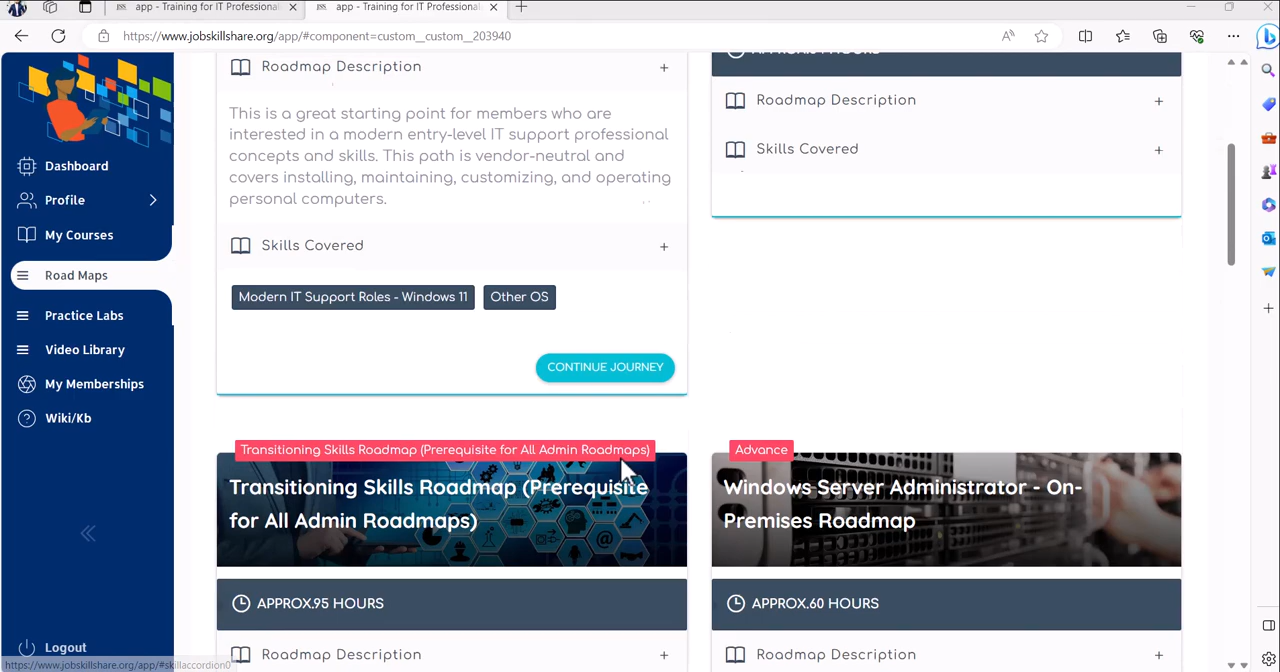 app - Training for IT Professional
app - Training for IT Professional
https://www.jobskillshare.org/app/#component=custom__custom__203940
Dashboard
Profile
My Courses
Road Maps
Practice Labs
Video Library
My Memberships
Wiki/Kb
Logout
https://www.jobskillshare.org/app/#skillaccordion0
Roadmap Description
This is a great starting point for members who are
interested in a modern entry-level IT support professional
concepts and skills. This path is vendor-neutral and
covers installing, maintaining, customizing, and operating
personal computers.
Skills Covered
Modern IT Support Roles - Windows 11
Other OS
CONTINUE JOURNEY
Roadmap Description
Skills Covered
Transitioning Skills Roadmap (Prerequisite for All Admin Roadmaps)
Transitioning Skills Roadmap (Prerequisite
for All Admin Roadmaps)
APPROX.95 HOURS
Roadmap Description
Advance
Windows Server Administrator - On-
Premises Roadmap
APPROX.60 HOURS
Roadmap Description